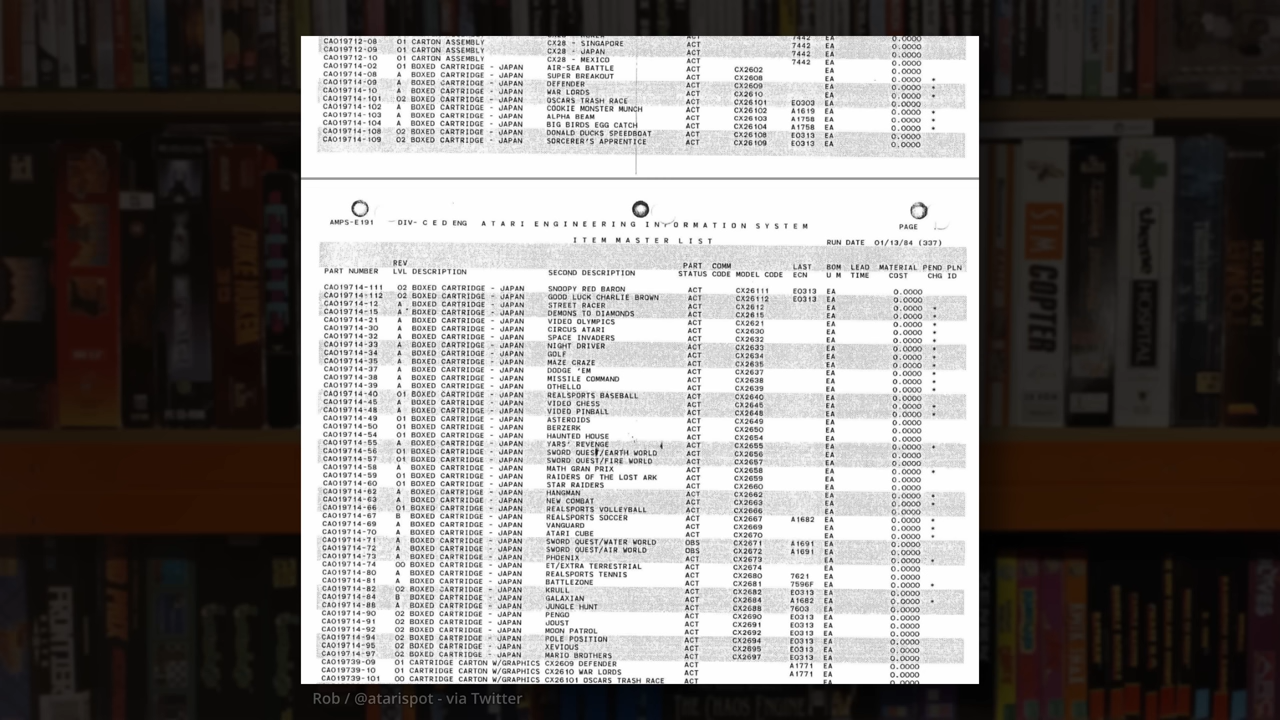 CA019712-08 01 CARTON ASSEMBLY CX28 - SINGAPORE ACT 7442 EA 0.0000
CA019712-09 01 CARTON ASSEMBLY CX28 - JAPAN ACT 7442 EA 0.0000
CA019712-10 01 CARTON ASSEMBLY CX28 - MEXICO ACT 7442 EA 0.0000
CA019714-02 01 BOXED CARTRIDGE - JAPAN AIR-SEA BATTLE ACT CX2602 EA 0.0000
CA019714-08 A BOXED CARTRIDGE - JAPAN SUPER BREAKOUT ACT CX2608 EA 0.0000 *
CA019714-09 A BOXED CARTRIDGE - JAPAN DEFENDER ACT CX2609 EA 0.0000
CA019714-10 A BOXED CARTRIDGE - JAPAN WAR LORDS ACT CX2610 EA 0.0000 *
CA019714-101 02 BOXED CARTRIDGE - JAPAN OSCARS TRASH RACE ACT CX26101 E0303 EA 0.0000
CA019714-102 A BOXED CARTRIDGE - JAPAN COOKIE MONSTER MUNCH ACT CX26102 A1619 EA 0.0000 *
CA019714-103 A BOXED CARTRIDGE - JAPAN ALPHA BEAM ACT CX26103 A1758 EA 0.0000 *
CA019714-104 A BOXED CARTRIDGE - JAPAN BIG BIRDS EGG CATCH ACT CX26104 A1758 EA 0.0000 *
CA019714-108 02 BOXED CARTRIDGE - JAPAN DONALD DUCKS SPEEDBOAT ACT CX26108 E0313 EA 0.0000
CA019714-109 02 BOXED CARTRIDGE - JAPAN SORCERER'S APPRENTICE ACT CX26109 E0313 EA 0.0000
AMPS-E191 DIV- C E D ENG ATARI ENGINEERING INFORMATION SYSTEM PAGE
ITEM MASTER LIST RUN DATE 01/13/84 (337)
REV PART COMM LAST BOM LEAD MATERIAL PEND PLN
PART NUMBER LVL DESCRIPTION SECOND DESCRIPTION STATUS CODE MODEL CODE ECN U M TIME COST CHG ID
CA019714-111 02 BOXED CARTRIDGE - JAPAN SNOOPY RED BARON ACT CX26111 E0313 EA 0.0000
CA019714-112 02 BOXED CARTRIDGE - JAPAN GOOD LUCK CHARLIE BROWN ACT CX26112 E0313 EA 0.0000
CA019714-12 A BOXED CARTRIDGE - JAPAN STREET RACER ACT CX2612 EA 0.0000 *
CA019714-15 A BOXED CARTRIDGE - JAPAN DEMONS TO DIAMONDS ACT CX2615 EA 0.0000 *
CA019714-21 A BOXED CARTRIDGE - JAPAN VIDEO OLYMPICS ACT CX2621 EA 0.0000 *
CA019714-30 A BOXED CARTRIDGE - JAPAN CIRCUS ATARI ACT CX2630 EA 0.0000 *
CA019714-32 A BOXED CARTRIDGE - JAPAN SPACE INVADERS ACT CX2632 EA 0.0000 *
CA019714-33 A BOXED CARTRIDGE - JAPAN NIGHT DRIVER ACT CX2633 EA 0.0000 *
CA019714-34 A BOXED CARTRIDGE - JAPAN GOLF ACT CX2634 EA 0.0000 *
CA019714-35 A BOXED CARTRIDGE - JAPAN MAZE CRAZE ACT CX2635 EA 0.0000 *
CA019714-37 A BOXED CARTRIDGE - JAPAN DODGE 'EM ACT CX2637 EA 0.0000 *
CA019714-38 A BOXED CARTRIDGE - JAPAN MISSILE COMMAND ACT CX2638 EA 0.0000 *
CA019714-39 A BOXED CARTRIDGE - JAPAN OTHELLO ACT CX2639 EA 0.0000 *
CA019714-40 01 BOXED CARTRIDGE - JAPAN REALSPORTS BASEBALL ACT CX2640 EA 0.0000
CA019714-45 A BOXED CARTRIDGE - JAPAN VIDEO CHESS ACT CX2645 EA 0.0000 *
CA019714-48 A BOXED CARTRIDGE - JAPAN VIDEO PINBALL ACT CX2648 EA 0.0000 *
CA019714-49 01 BOXED CARTRIDGE - JAPAN ASTEROIDS ACT CX2649 EA 0.0000
CA019714-50 01 BOXED CARTRIDGE - JAPAN BERZERK ACT CX2650 EA 0.0000
CA019714-54 01 BOXED CARTRIDGE - JAPAN HAUNTED HOUSE ACT CX2654 EA 0.0000
CA019714-55 A BOXED CARTRIDGE - JAPAN YARS' REVENGE ACT CX2655 EA 0.0000 *
CA019714-56 01 BOXED CARTRIDGE - JAPAN SWORD QUEST/EARTH WORLD ACT CX2656 EA 0.0000
CA019714-57 01 BOXED CARTRIDGE - JAPAN SWORD QUEST/FIRE WORLD ACT CX2657 EA 0.0000
CA019714-58 A BOXED CARTRIDGE - JAPAN MATH GRAN PRIX ACT CX2658 EA 0.0000 *
CA019714-59 01 BOXED CARTRIDGE - JAPAN RAIDERS OF THE LOST ARK ACT CX2659 EA 0.0000
CA019714-60 01 BOXED CARTRIDGE - JAPAN STAR RAIDERS ACT CX2660 EA 0.0000
CA019714-62 A BOXED CARTRIDGE - JAPAN HANGMAN ACT CX2662 EA 0.0000 *
CA019714-63 A BOXED CARTRIDGE - JAPAN NEW COMBAT ACT CX2663 EA 0.0000 *
CA019714-66 01 BOXED CARTRIDGE - JAPAN REALSPORTS VOLLEYBALL ACT CX2666 EA 0.0000
CA019714-67 B BOXED CARTRIDGE - JAPAN REALSPORTS SOCCER ACT CX2667 A1682 EA 0.0000 *
CA019714-69 A BOXED CARTRIDGE - JAPAN VANGUARD ACT CX2669 EA 0.0000 *
CA019714-70 A BOXED CARTRIDGE - JAPAN ATARI CUBE ACT CX2670 EA 0.0000 *
CA019714-71 A BOXED CARTRIDGE - JAPAN SWORD QUEST/WATER WORLD OBS CX2671 A1691 EA 0.0000
CA019714-72 A BOXED CARTRIDGE - JAPAN SWORD QUEST/AIR WORLD OBS CX2672 A1691 EA 0.0000
CA019714-73 A BOXED CARTRIDGE - JAPAN PHOENIX ACT CX2673 EA 0.0000 *
CA019714-74 00 BOXED CARTRIDGE - JAPAN ET/EXTRA TERRESTRIAL ACT CX2674 EA 0.0000
CA019714-80 A BOXED CARTRIDGE - JAPAN REALSPORTS TENNIS ACT CX2680 7621 EA 0.0000
CA019714-81 A BOXED CARTRIDGE - JAPAN BATTLEZONE ACT CX2681 7596F EA 0.0000 *
CA019714-82 02 BOXED CARTRIDGE - JAPAN KRULL ACT CX2682 E0313 EA 0.0000
CA019714-84 B BOXED CARTRIDGE - JAPAN GALAXIAN ACT CX2684 A1682 EA 0.0000 *
CA019714-88 A BOXED CARTRIDGE - JAPAN JUNGLE HUNT ACT CX2688 7603 EA 0.0000
CA019714-90 02 BOXED CARTRIDGE - JAPAN PENGO ACT CX2690 E0313 EA 0.0000
CA019714-91 02 BOXED CARTRIDGE - JAPAN JOUST ACT CX2691 E0313 EA 0.0000
CA019714-92 02 BOXED CARTRIDGE - JAPAN MOON PATROL ACT CX2692 E0313 EA 0.0000
CA019714-94 02 BOXED CARTRIDGE - JAPAN POLE POSITION ACT CX2694 E0313 EA 0.0000
CA019714-95 02 BOXED CARTRIDGE - JAPAN XEVIOUS ACT CX2695 E0313 EA 0.0000
CA019714-97 02 BOXED CARTRIDGE - JAPAN MARIO BROTHERS ACT CX2697 E0313 EA 0.0000
CA019739-09 01 CARTRIDGE CARTON W/GRAPHICS CX2609 DEFENDER ACT A1771 EA 0.0000
CA019739-10 01 CARTRIDGE CARTON W/GRAPHICS CX2610 WAR LORDS ACT A1771 EA 0.0000
CA019739-101 00 CARTRIDGE CARTON W/GRAPHICS CX26101 OSCARS TRASH RACE ACT EA 0.0000
Rob / @atarispot - via Twitter